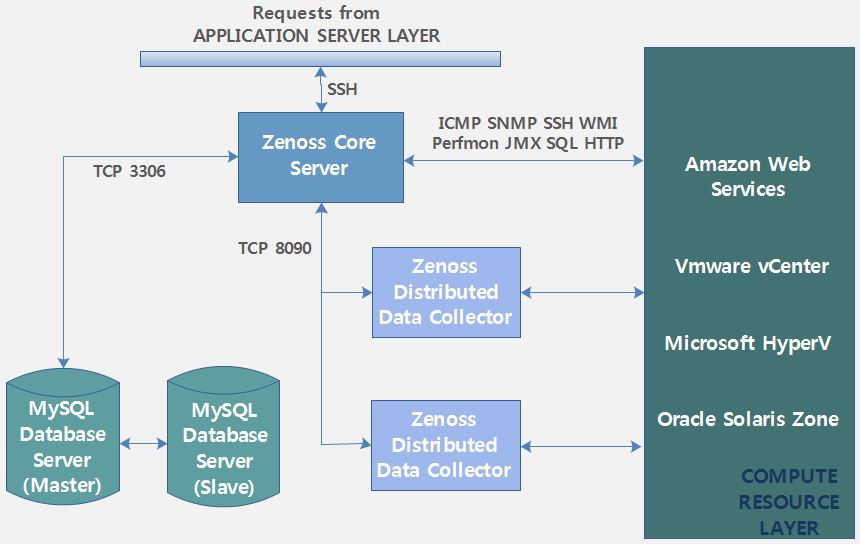 Requests from
APPLICATION SERVER LAYER
SSH
Zenoss Core
Server
ICMP SNMP SSH WMI
Perfmon JMX SQL HTTP
TCP 3306
TCP 8090
Amazon Web
Services
Vmware vCenter
Microsoft HyperV
Oracle Solaris Zone
COMPUTE
RESOURCE
LAYER
Zenoss
Distributed
Data Collector
Zenoss
Distributed
Data Collector
MySQL
Database
Server
(Master)
MySQL
Database
Server
(Slave)